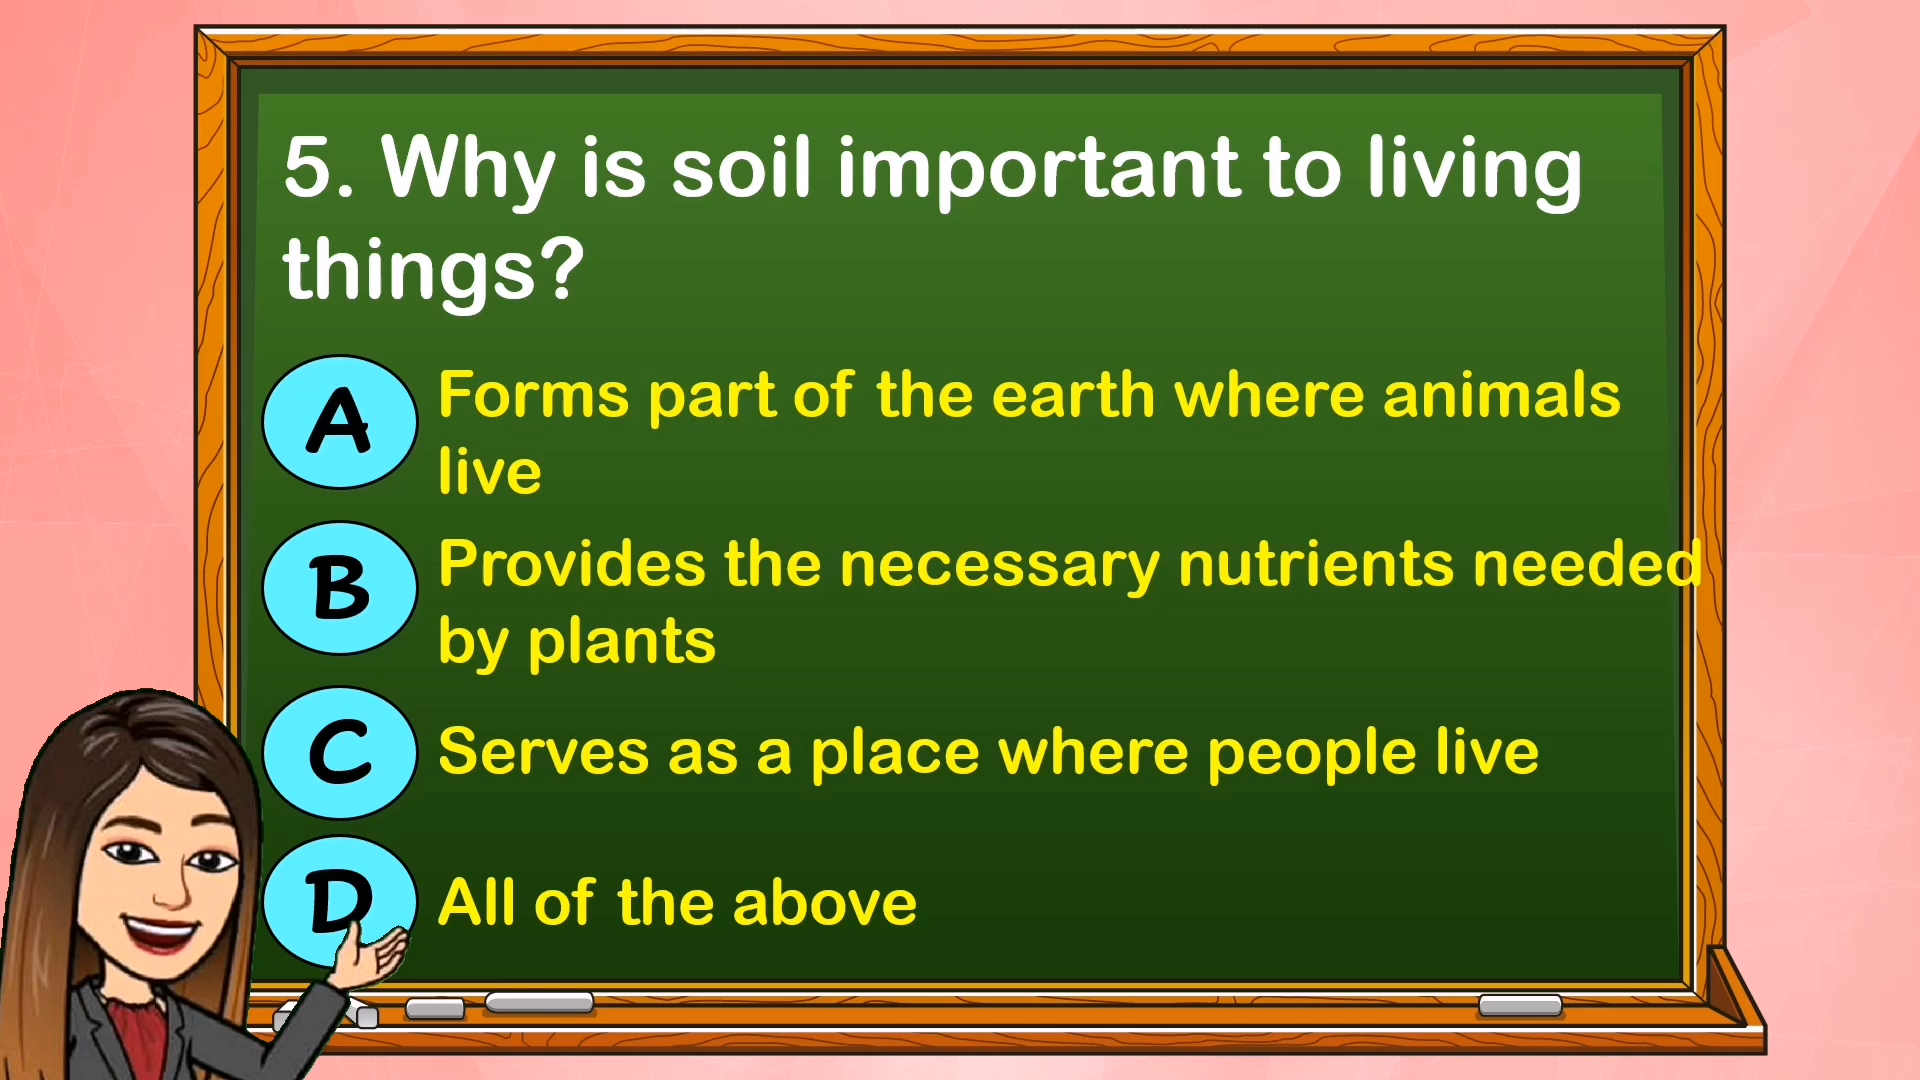 5. Why is soil important to living
things?
A Forms part of the earth where animals
live
B Provides the necessary nutrients needed
by plants
C Serves as a place where people live
D All of the above